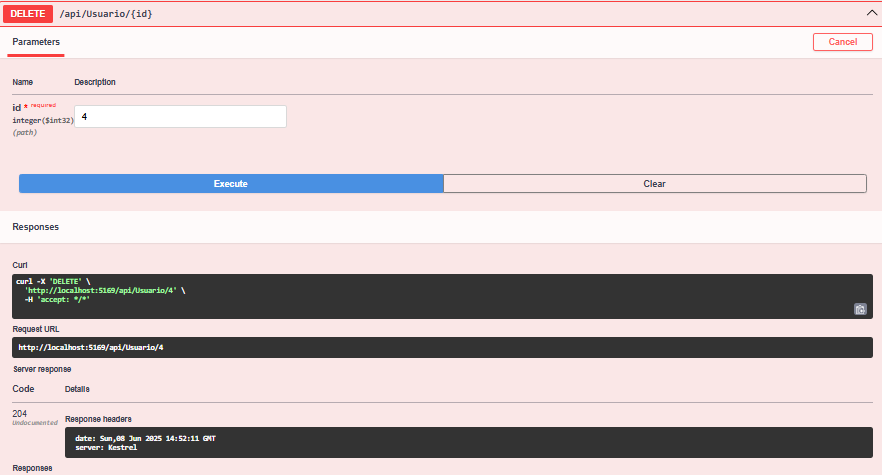 DELETE /api/Usuario/{id}
Parameters Cancel
Name Description
id * required
integer($int32)
(path)
4
Execute Clear
Responses
Curl
curl -X 'DELETE' \
'http://localhost:5169/api/Usuario/4' \
-H 'accept: */*'
Request URL
http://localhost:5169/api/Usuario/4
Server response
Code Details
204
Undocumented
Response headers
date: Sun,08 Jun 2025 14:52:11 GMT
server: Kestrel
Responses